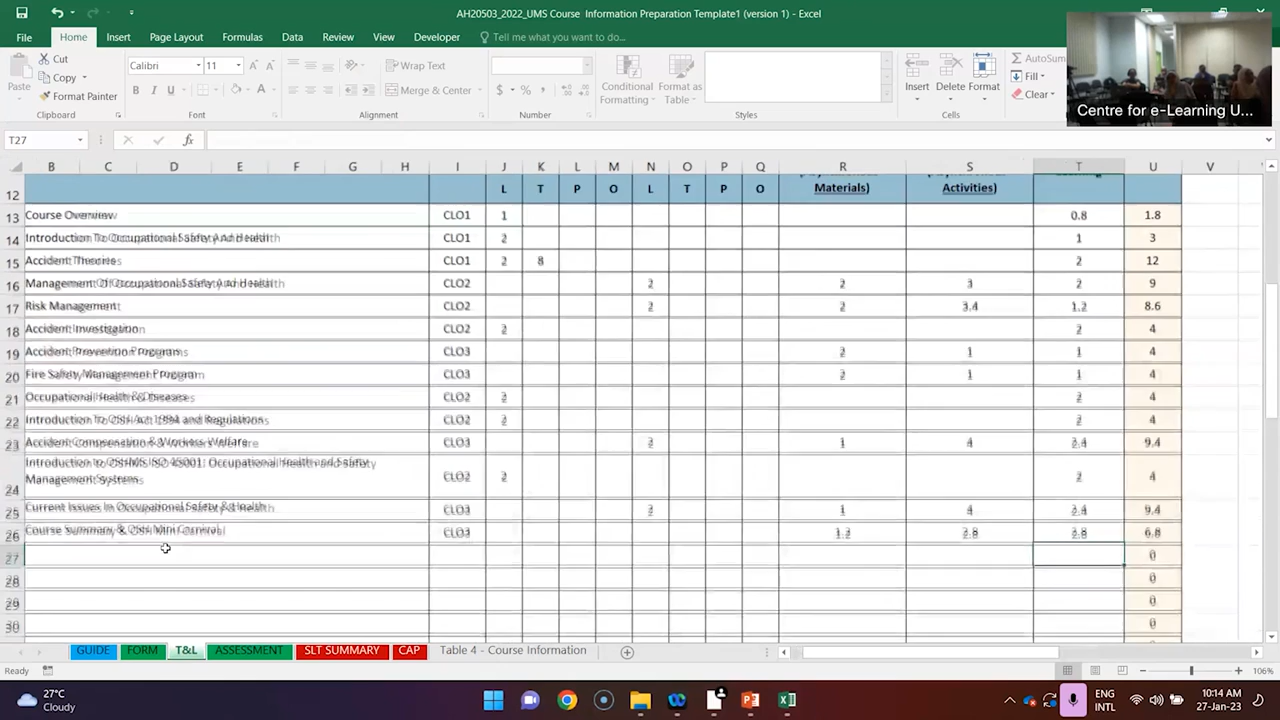 AH20503_2022_UMS Course Information Preparation Template1 (version 1) - Excel
File Home Insert Page Layout Formulas Data Review View Developer Tell me what you want to do...
Cut
Copy
Format Painter
Paste
Calibri 11
Wrap Text
Merge & Center
Conditional Formatting
Format as Table
Insert Delete Format
AutoSum
Fill
Clear
Clipboard Font Alignment Number Styles Cells
Centre for e-Learning U...
T27
B C D E F G H I J K L M N O P Q R S T U V
12 L T P O L T P O Materials) Activities)
13 Course Overview CLO1 1 0.8 1.8
14 Introduction To Occupational Safety And Health CLO1 2 1 3
15 Accident Theories CLO1 2 8 2 12
16 Management Of Occupational Safety And Health CLO2 2 2 3 2 9
17 Risk Management CLO2 2 2 3.4 1.2 8.6
18 Accident Investigation CLO2 2 2 4
19 Accident Prevention Programs CLO3 2 1 1 4
20 Fire Safety Management Program CLO3 2 1 1 4
21 Occupational Health & Diseases CLO2 2 2 4
22 Introduction To OSH Act 1994 and Regulations CLO2 2 2 4
23 Accident Compensation & Workers Welfare CLO3 2 1 4 2.4 9.4
24 Introduction to OSHMS ISO 45001: Occupational Health and Safety
Management Systems CLO2 2 2 4
25 Current Issues In Occupational Safety & Health CLO3 2 1 4 2.4 9.4
26 Course Summary & OSH Mini Carnival CLO3 1.2 2.8 2.8 6.8
27 0
28 0
29 0
30 0
GUIDE FORM T&L ASSESSMENT SLT SUMMARY CAP Table 4 - Course Information
Ready 106%
27°C
Cloudy
ENG
INTL
10:14 AM
27-Jan-23